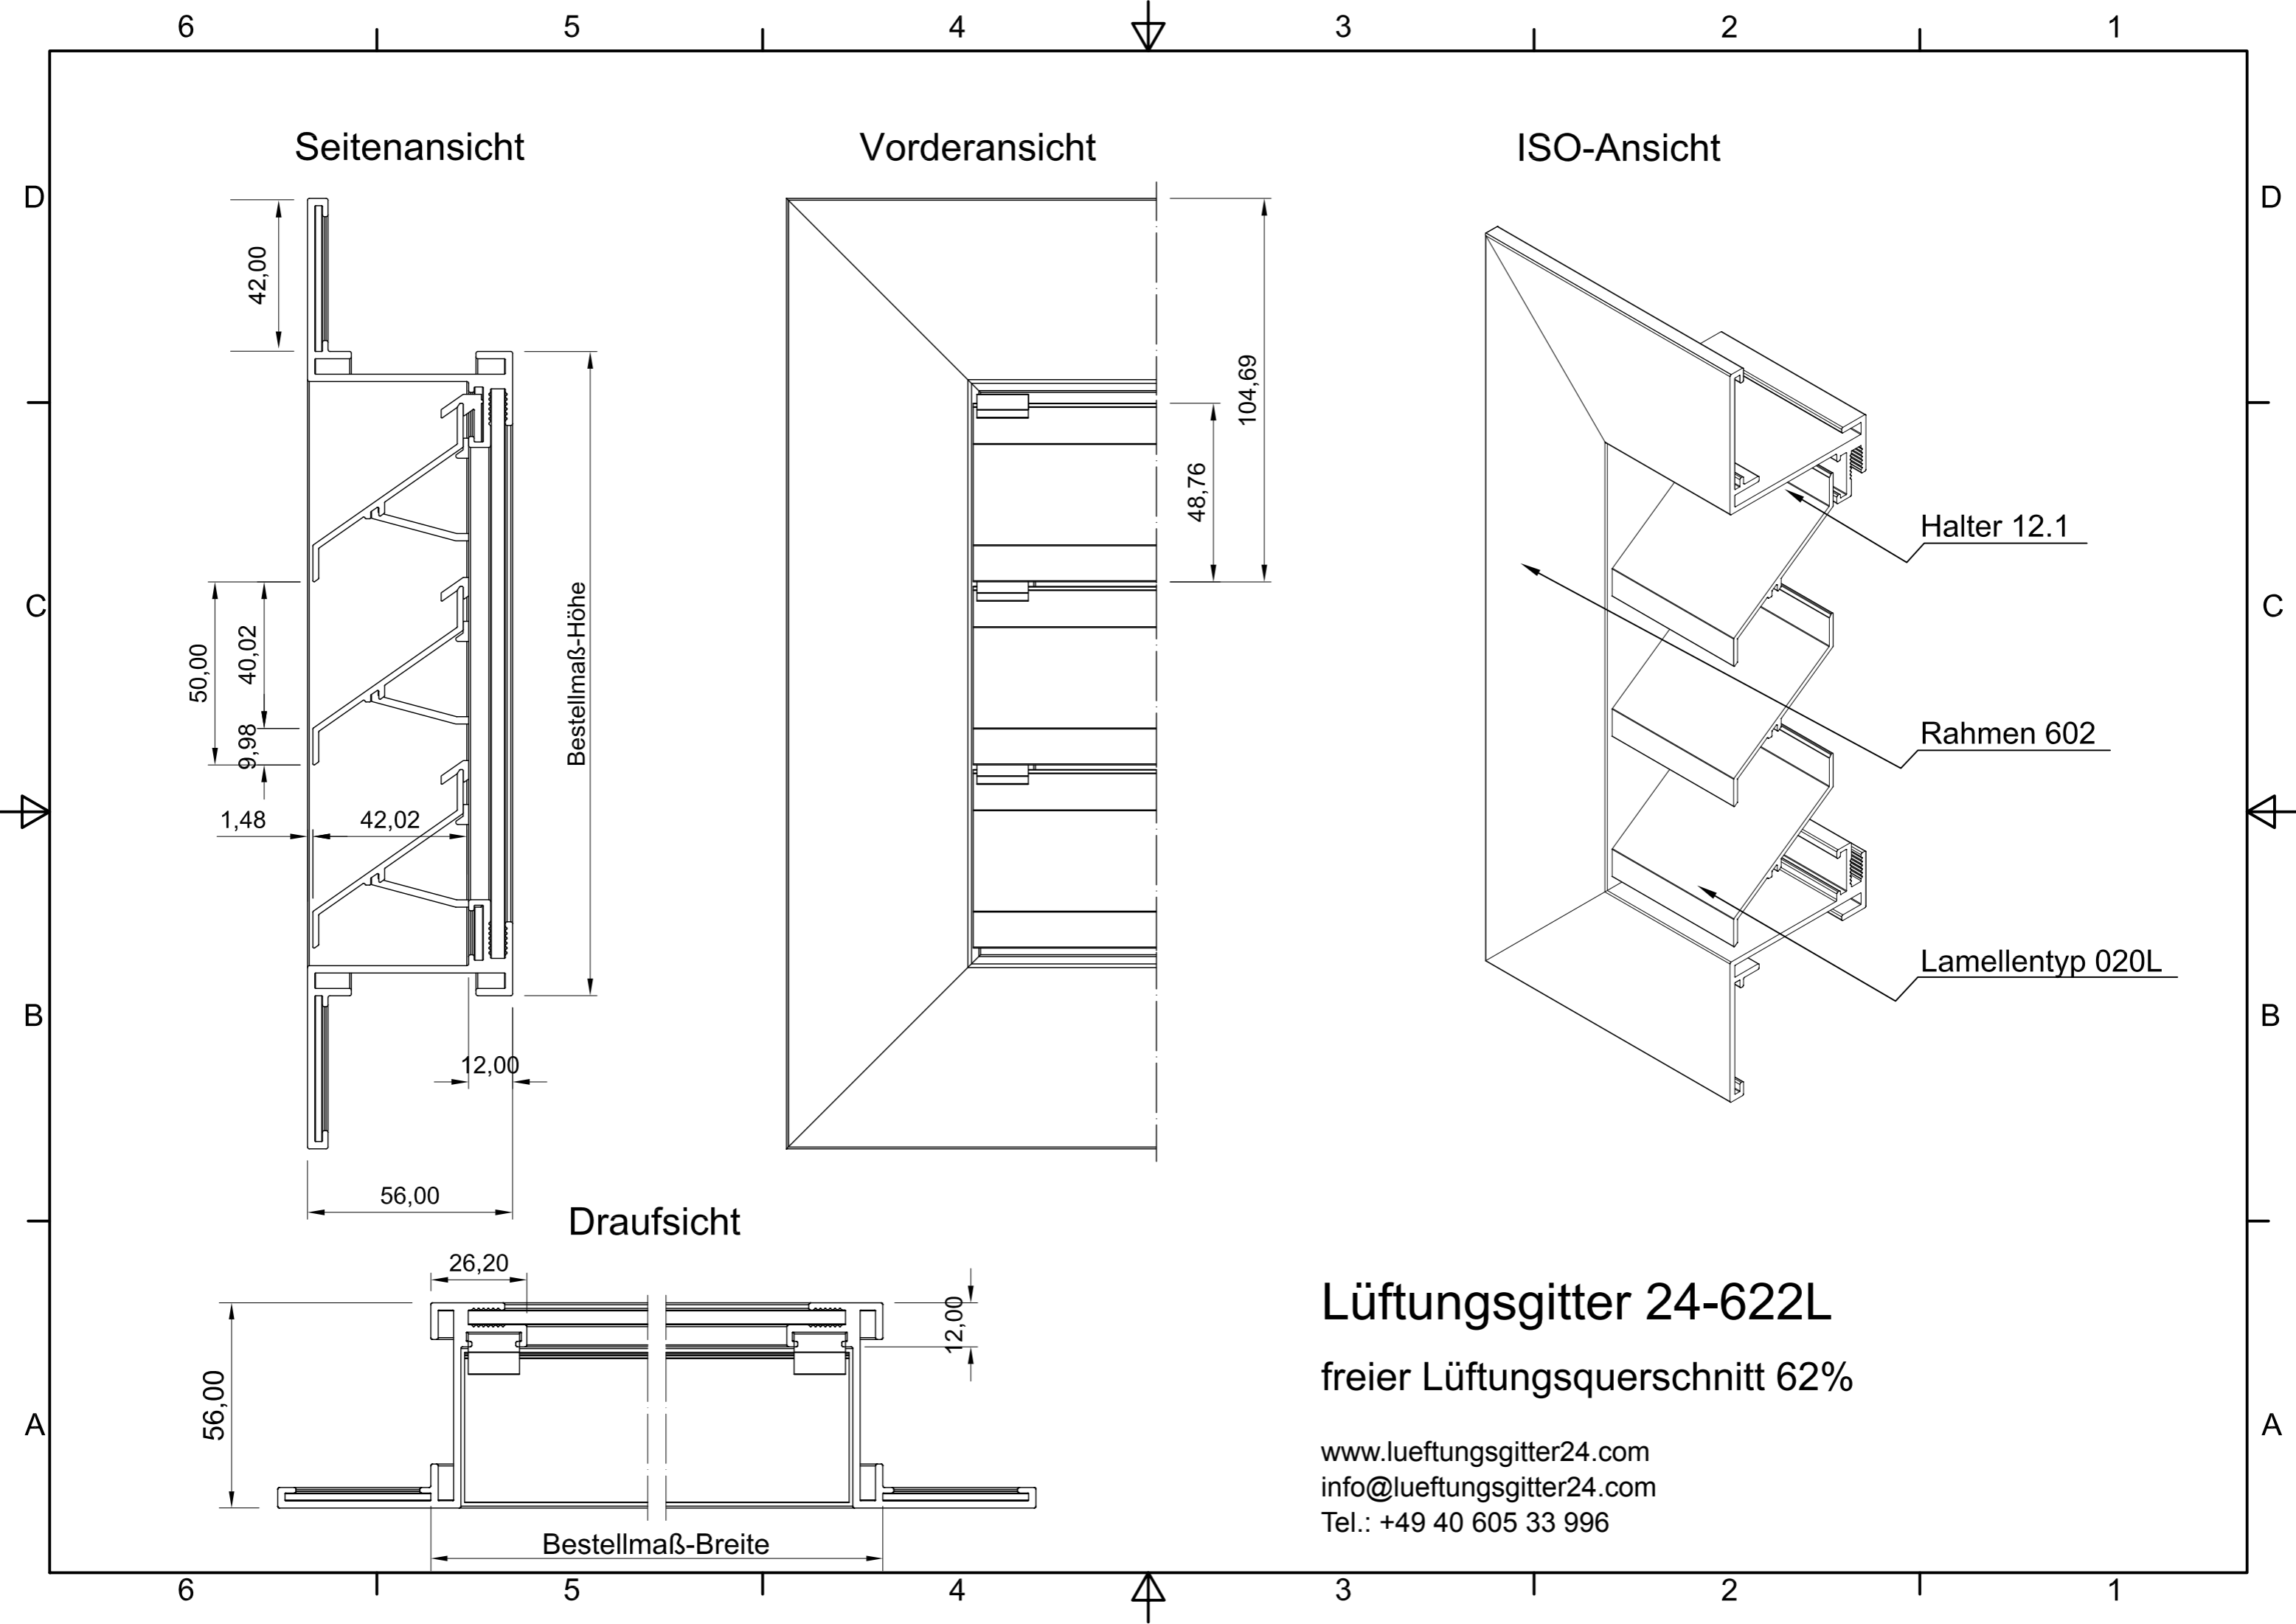 6 5 4 3 2 1
Seitenansicht
Vorderansicht
ISO-Ansicht
D
D
42,00
104,69
48,76
Halter 12.1
C
C
50,00
40,02
9,98
Bestellmaß-Höhe
Rahmen 602
1,48
42,02
Lamellentyp 020L
B
B
12,00
56,00
Draufsicht
26,20
12,00
56,00
Bestellmaß-Breite
Lüftungsgitter 24-622L
freier Lüftungsquerschnitt 62%
A
A
www.lueftungsgitter24.com
info@lueftungsgitter24.com
Tel.: +49 40 605 33 996
6 5 4 3 2 1